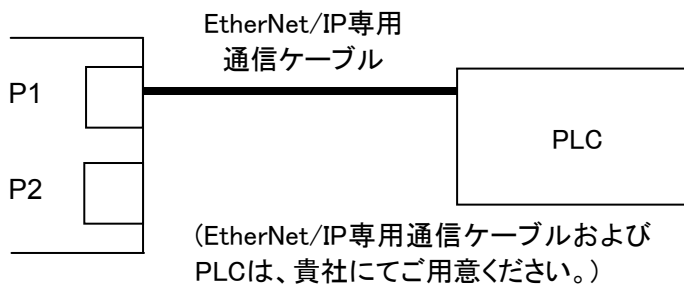 EtherNet/IP専用
通信ケーブル
P1
PLC
P2
(EtherNet/IP専用通信ケーブルおよび
PLCは、貴社にてご用意ください。)